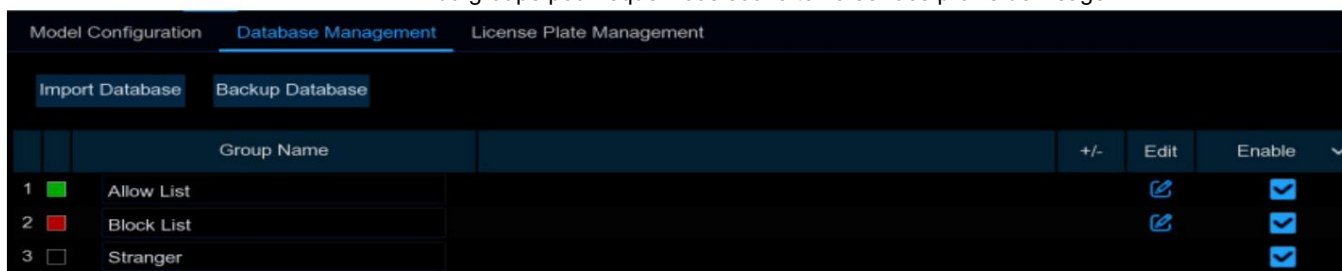 Model Configuration Database Management License Plate Management
Import Database Backup Database
Group Name +/- Edit Enable
1 Allow List
2 Block List
3 Stranger